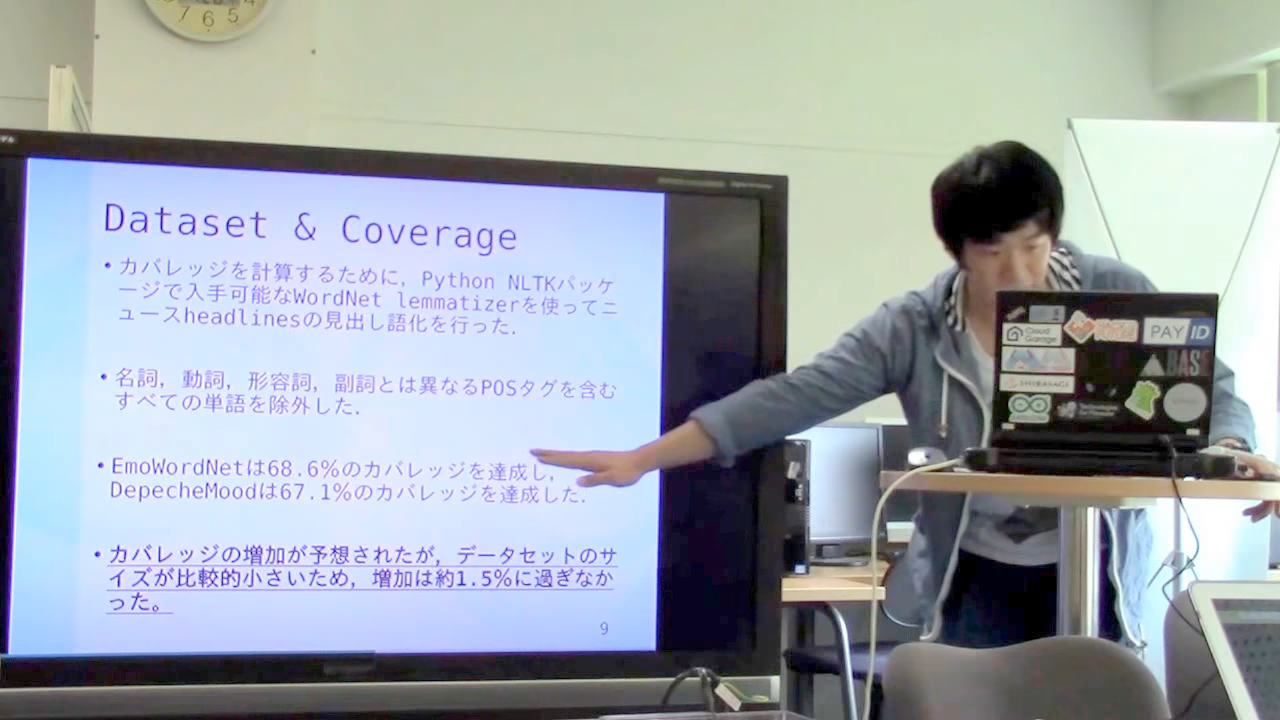 7 6 5 4
Dataset & Coverage
• カバレッジを計算するために, Python NLTKパッケ
ージで入手可能なWordNet lemmatizerを使ってニ
ュースheadlinesの見出し語化を行った.
• 名詞, 動詞, 形容詞, 副詞とは異なるPOSタグを含む
すべての単語を除外した.
• EmoWordNetは68.6%のカバレッジを達成し,
DepecheMoodは67.1%のカバレッジを達成した.
• カバレッジの増加が予想されたが, データセットのサ
イズが比較的小さいため, 増加は約1.5%に過ぎなか
った。
9
Cloud
Garage
PAY ID
BASE
SHIRASAGI